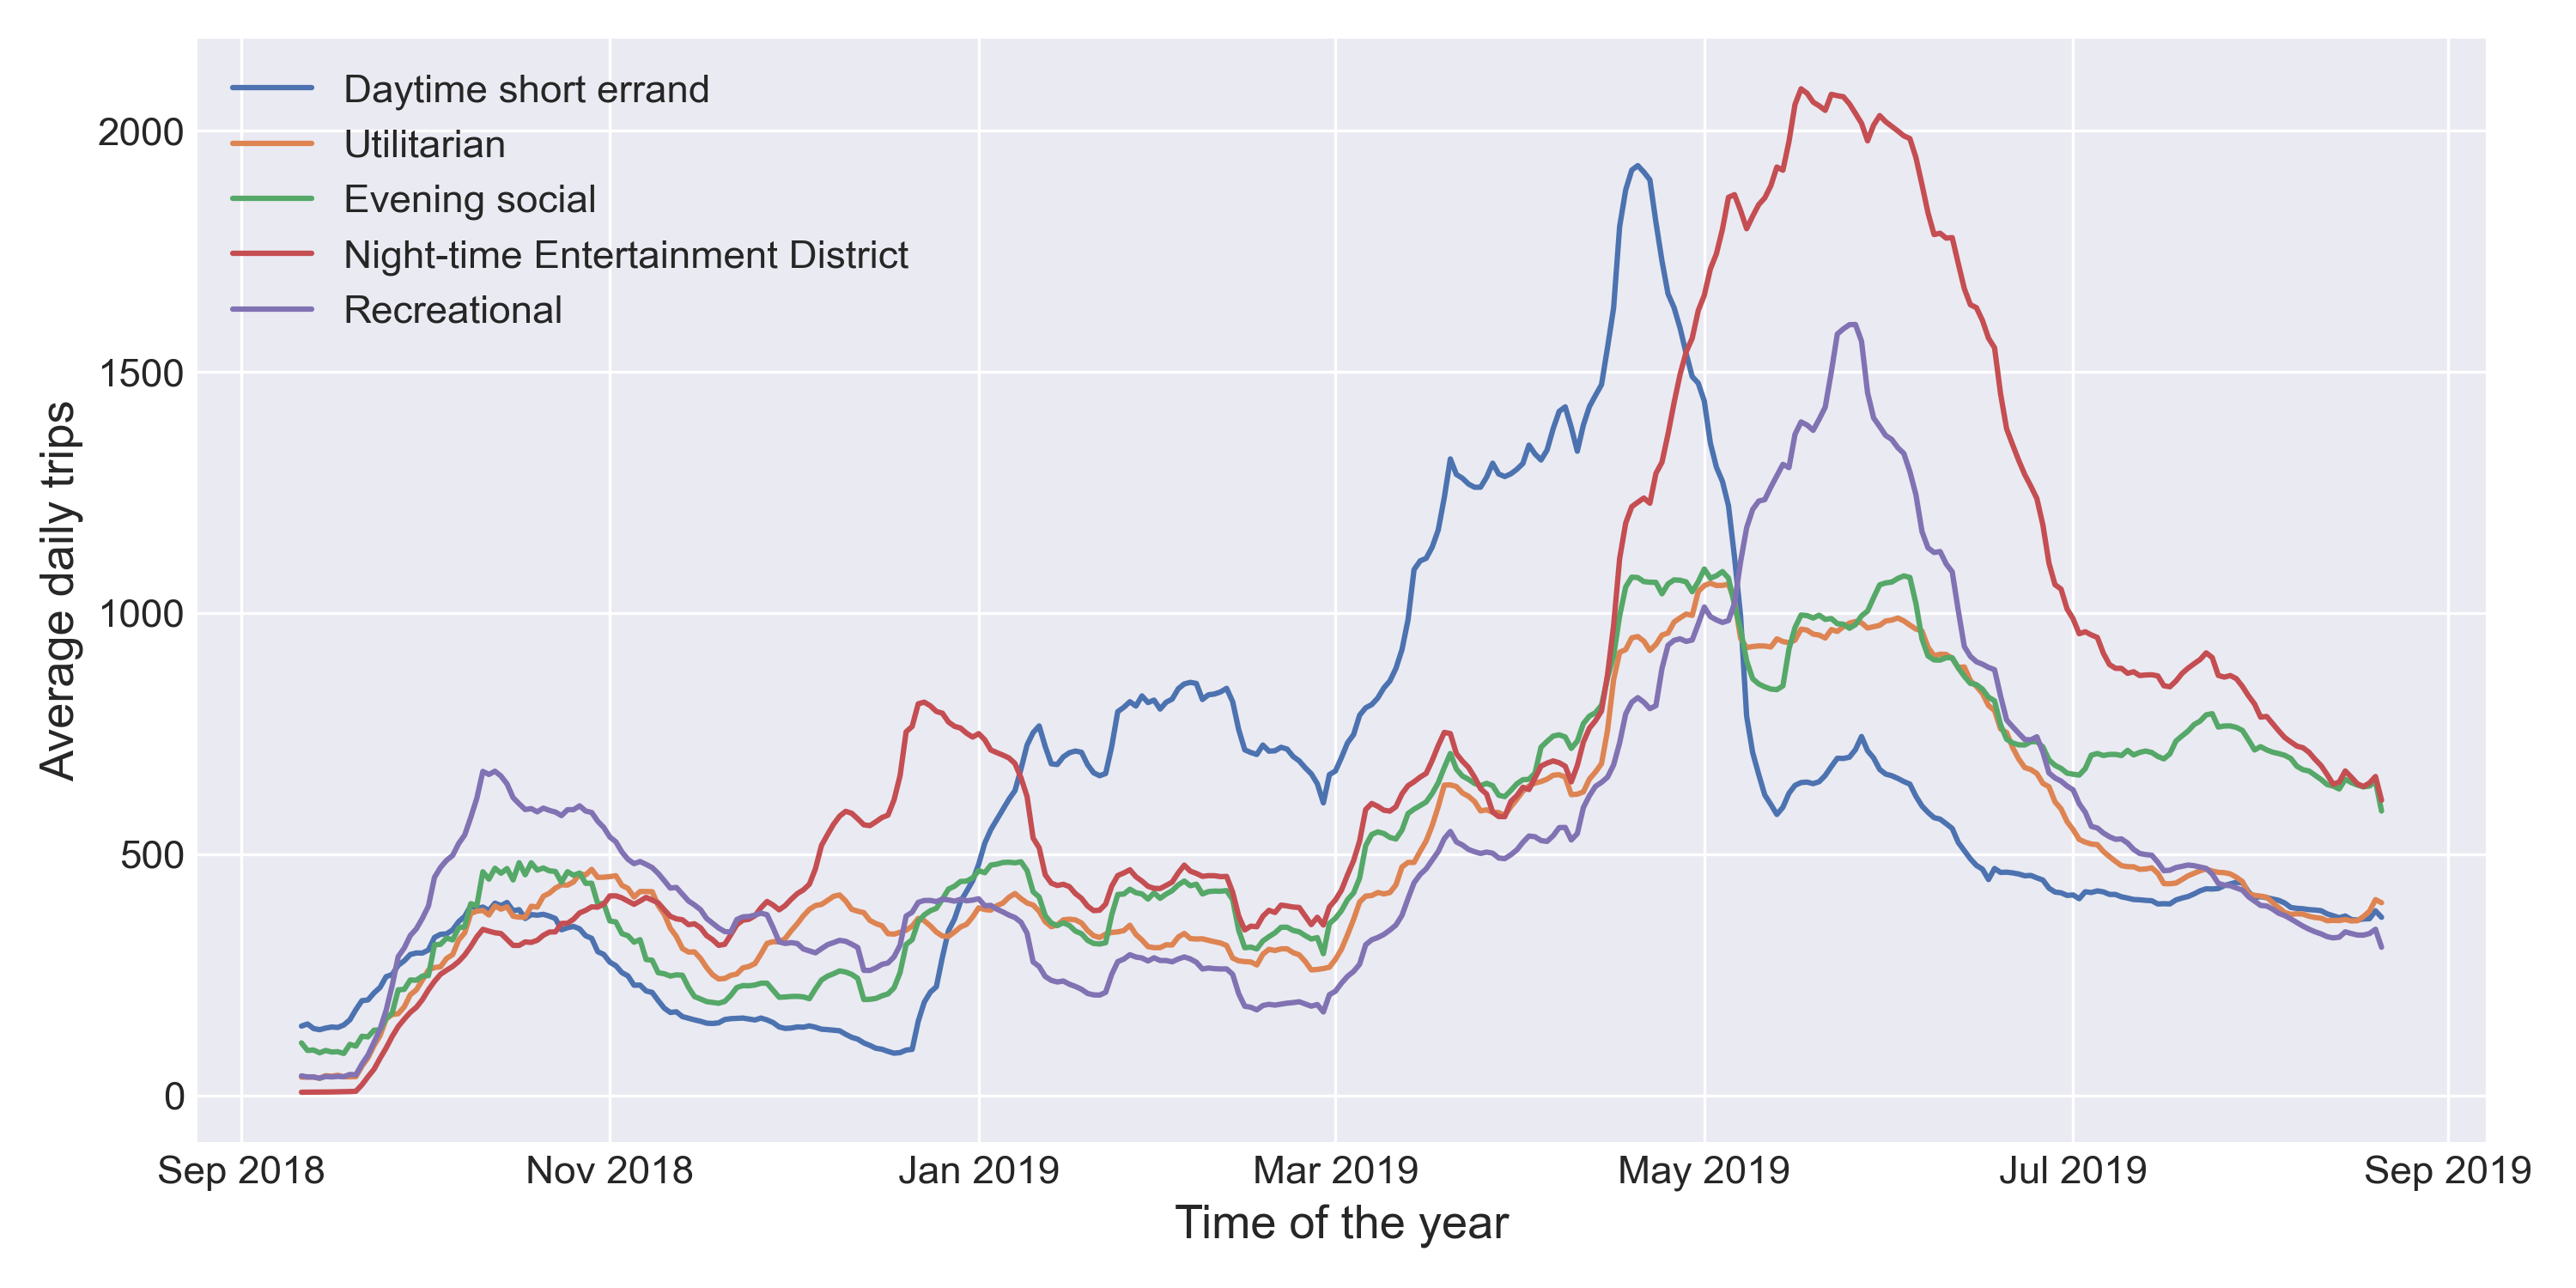 Daytime short errand
Utilitarian
Evening social
Night-time Entertainment District
Recreational
2000
1500
1000
500
0
Average daily trips
Sep 2018 Nov 2018 Jan 2019 Mar 2019 May 2019 Jul 2019 Sep 2019
Time of the year